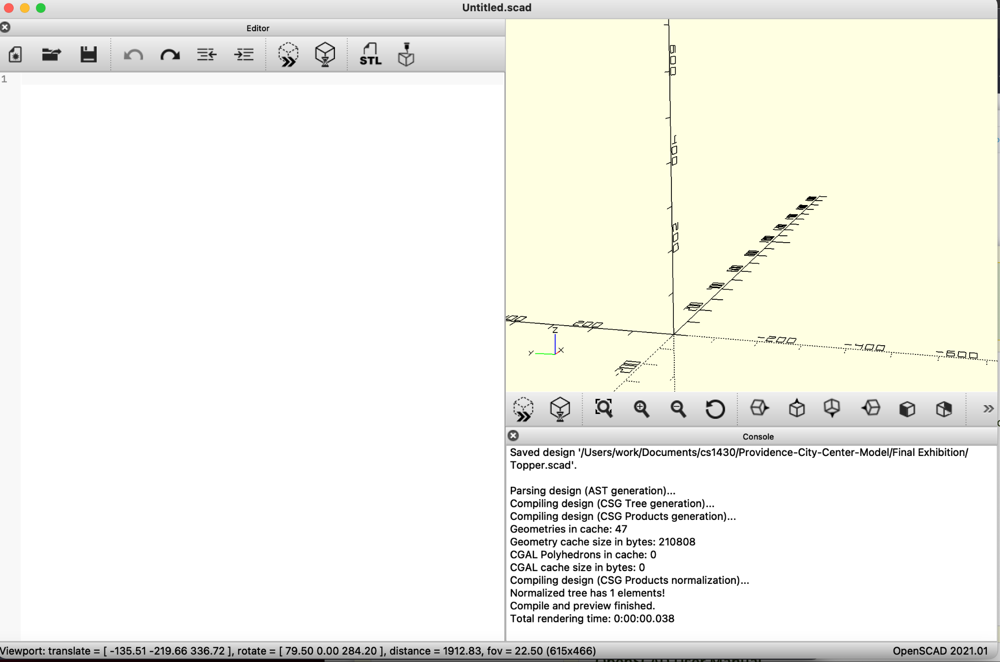 Untitled.scad
Editor
STL
1
600
400
200
200
-200
-400
-600
Z
Y
X
Console
Saved design '/Users/work/Documents/cs1430/Providence-City-Center-Model/Final Exhibition/
Topper.scad'.
Parsing design (AST generation)...
Compiling design (CSG Tree generation)...
Compiling design (CSG Products generation)...
Geometries in cache: 47
Geometry cache size in bytes: 210808
CGAL Polyhedrons in cache: 0
CGAL cache size in bytes: 0
Compiling design (CSG Products normalization)...
Normalized tree has 1 elements!
Compile and preview finished.
Total rendering time: 0:00:00.038
Viewport: translate = [ -135.51 -219.66 336.72 ], rotate = [ 79.50 0.00 284.20 ], distance = 1912.83, fov = 22.50 (615x466)
OpenSCAD 2021.01